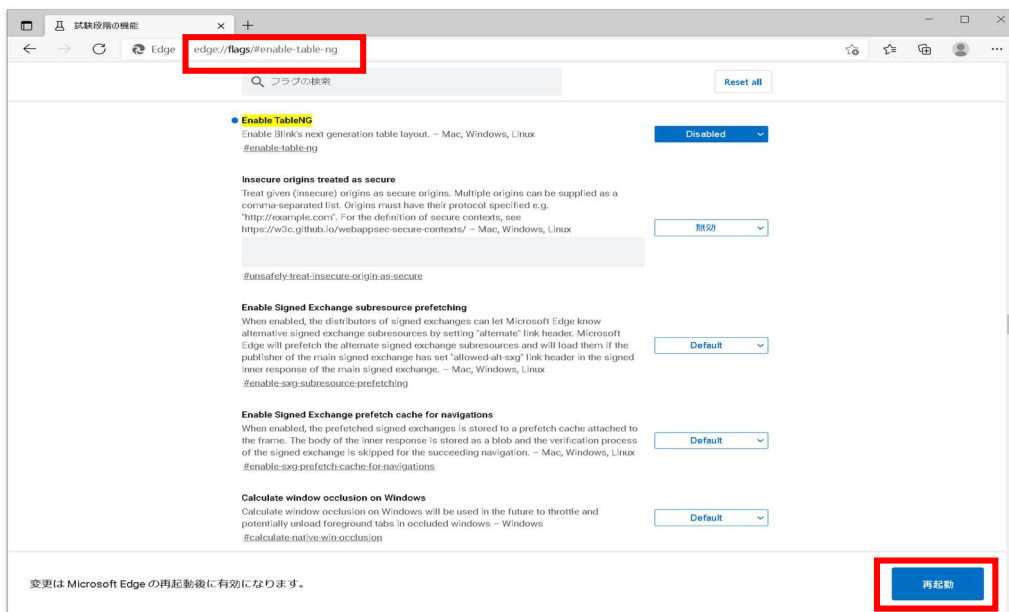 試験段階の機能
Edge
edge://flags/#enable-table-ng
フラグの検索
Reset all
Enable TableNG
Enable Blink's next generation table layout. – Mac, Windows, Linux
#enable-table-ng
Disabled
Insecure origins treated as secure
Treat given (insecure) origins as secure origins. Multiple origins can be supplied as a
comma-separated list. Origins must have their protocol specified e.g.
"http://example.com". For the definition of secure contexts, see
https://w3c.github.io/webappsec-secure-contexts/ – Mac, Windows, Linux
無効
#unsafely-treat-insecure-origin-as-secure
Enable Signed Exchange subresource prefetching
When enabled, the distributors of signed exchanges can let Microsoft Edge know
alternative signed exchange subresources by setting "alternate" link header. Microsoft
Edge will prefetch the alternate signed exchange subresources and will load them if the
publisher of the main signed exchange has set "allowed-alt-sxg" link header in the signed
inner response of the main signed exchange. – Mac, Windows, Linux
#enable-sxg-subresource-prefetching
Default
Enable Signed Exchange prefetch cache for navigations
When enabled, the prefetched signed exchanges is stored to a prefetch cache attached to
the frame. The body of the inner response is stored as a blob and the verification process
of the signed exchange is skipped for the succeeding navigation. – Mac, Windows, Linux
#enable-sxg-prefetch-cache-for-navigations
Default
Calculate window occlusion on Windows
Calculate window occlusion on Windows will be used in the future to throttle and
potentially unload foreground tabs in occluded windows – Windows
#calculate-native-win-occlusion
Default
変更は Microsoft Edge の再起動後に有効になります。
再起動